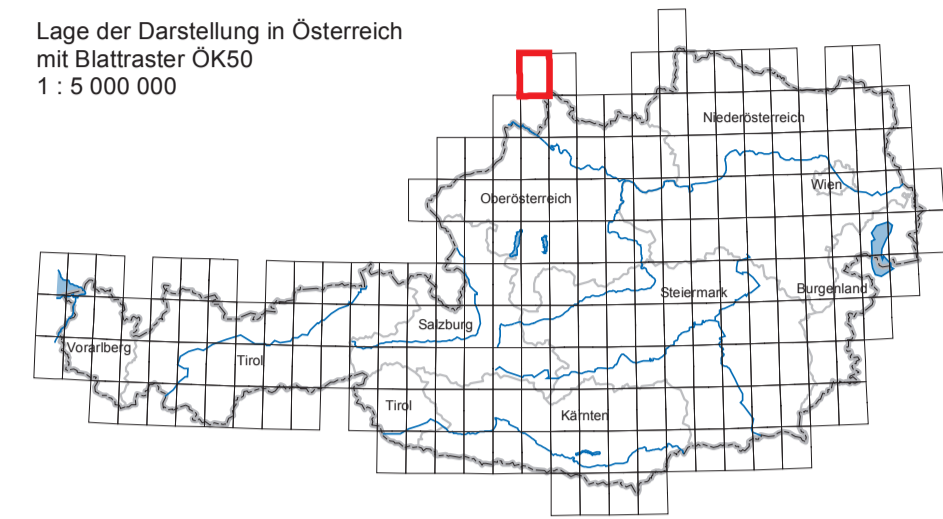 Lage der Darstellung in Österreich
mit Blattraster ÖK50
1 : 5 000 000
Niederösterreich
Wien
Oberösterreich
Steiermark
Burgenland
Salzburg
Vorarlberg
Tirol
Tirol
Kärnten